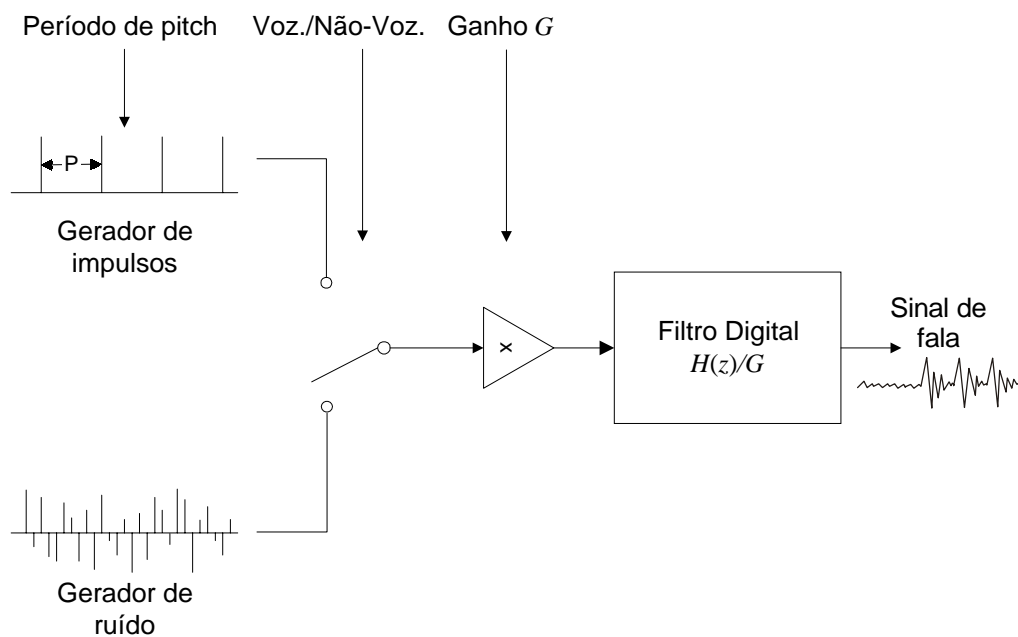 Período de pitch
Voz./Não-Voz.
Ganho G
P
Gerador de
impulsos
x
Filtro Digital
H(z)/G
Sinal de
fala
Gerador de
ruído